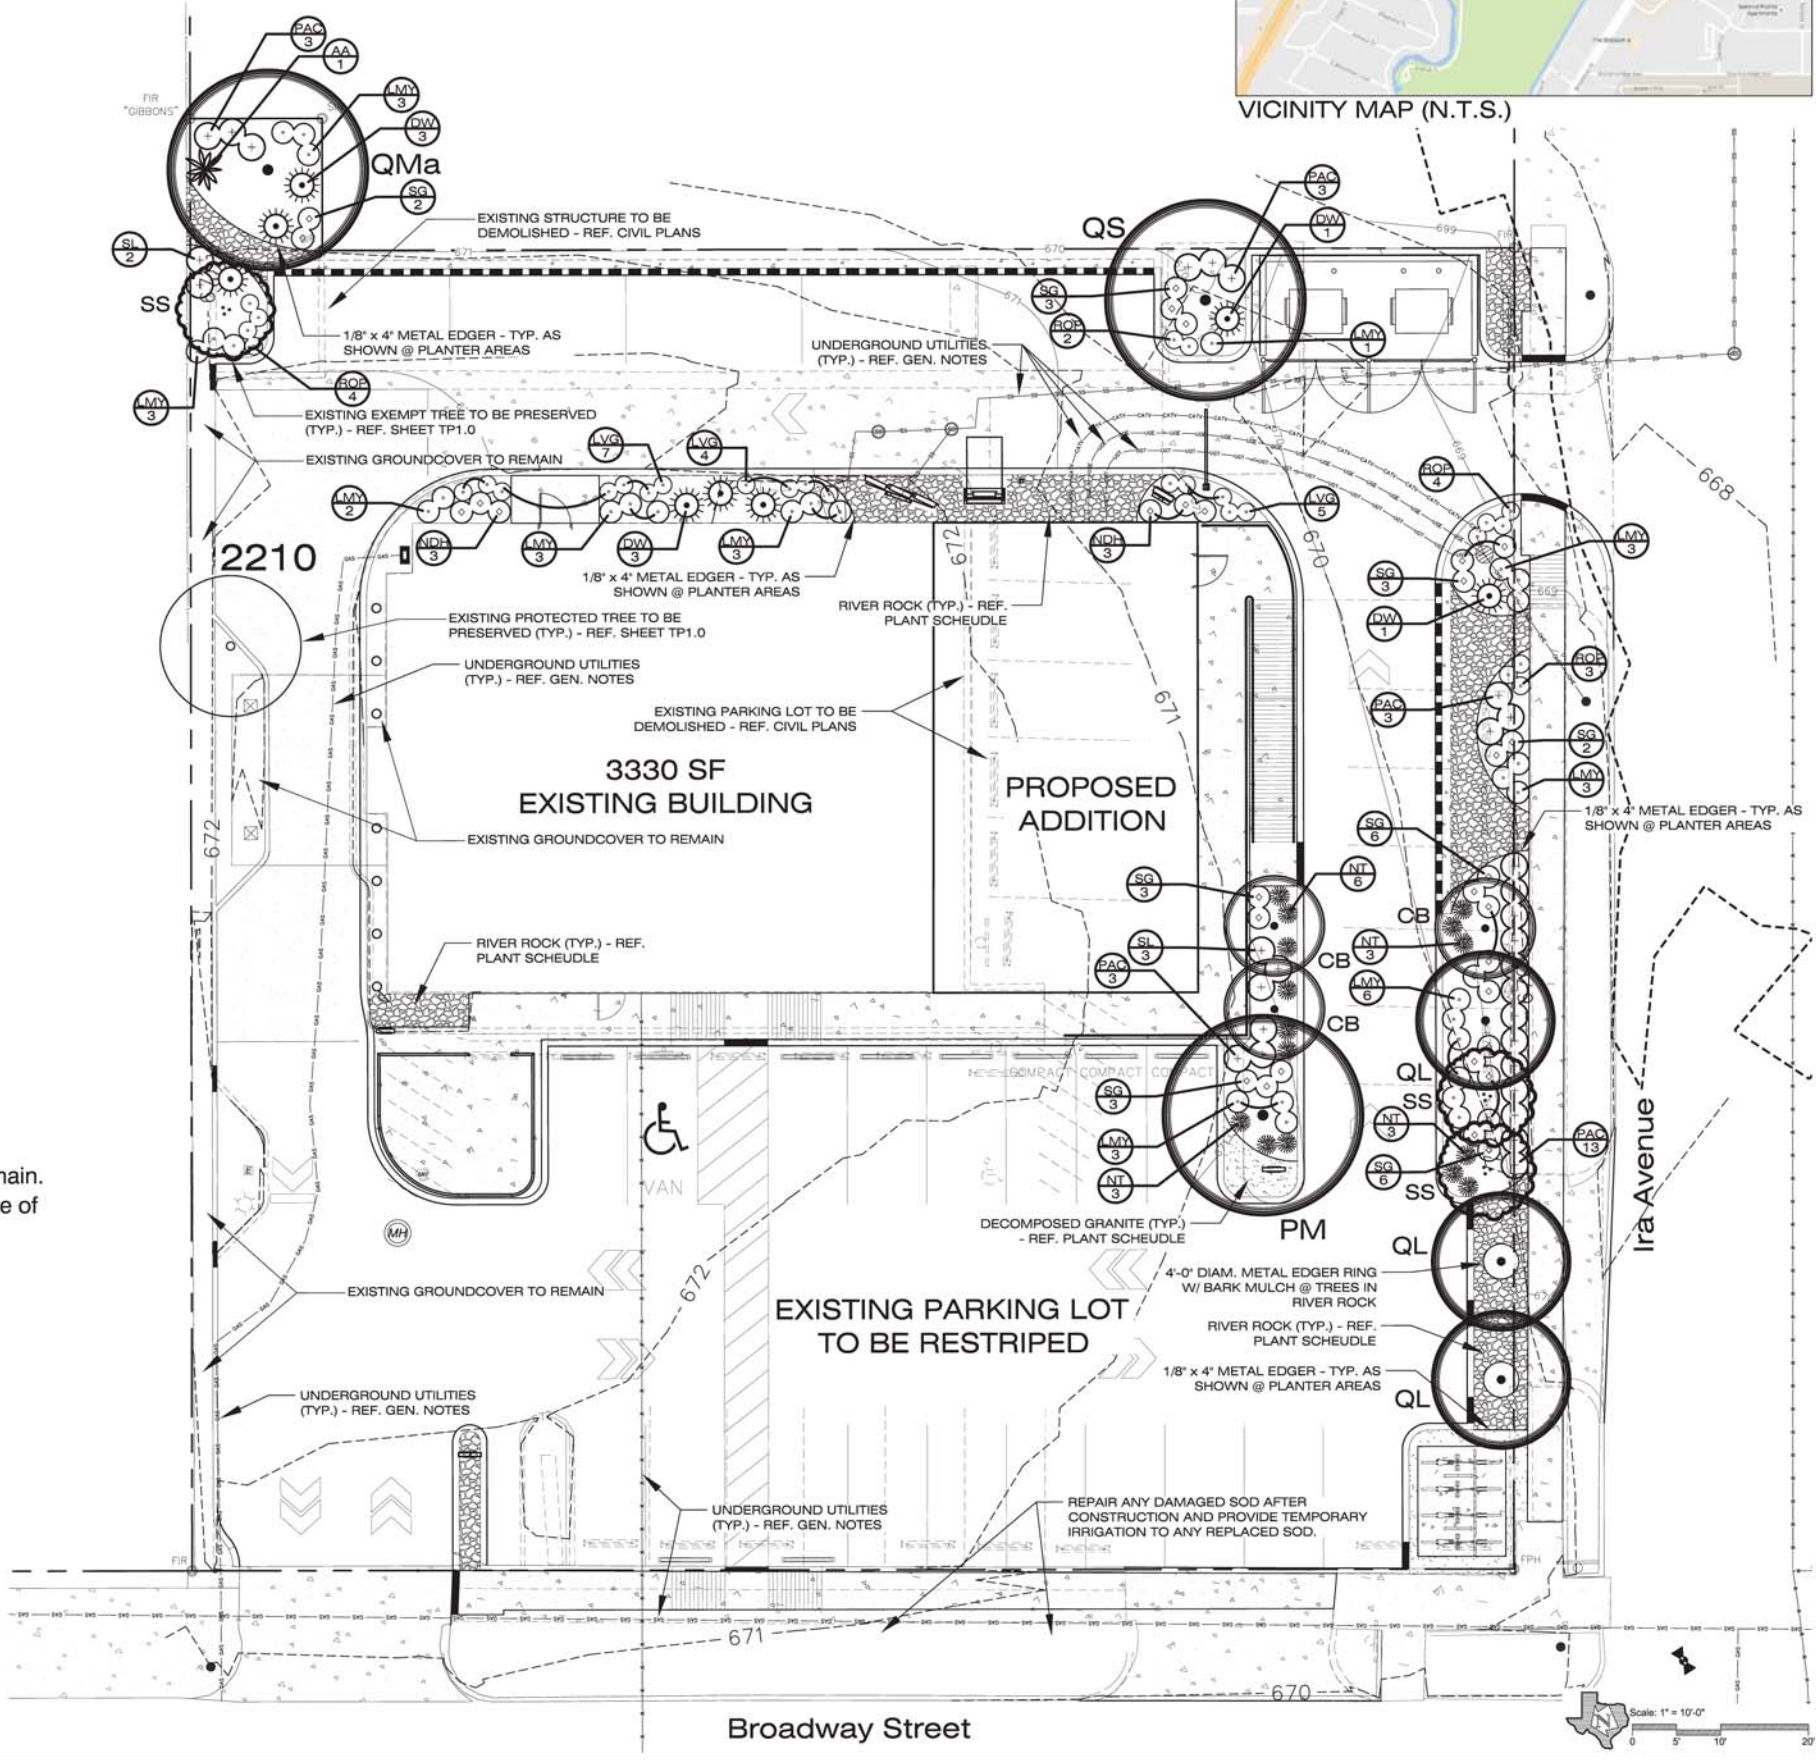 VICINITY MAP (N.T.S.)
PAC
3
AA
1
LMY
3
DW
3
QMa
SG
2
FIR
"GIBBONS"
EXISTING STRUCTURE TO BE
DEMOLISHED - REF. CIVIL PLANS
SL
2
SS
671
670
1/8" x 4" METAL EDGER - TYP. AS
SHOWN @ PLANTER AREAS
LMY
3
ROP
4
EXISTING EXEMPT TREE TO BE PRESERVED
(TYP.) - REF. SHEET TP1.0
EXISTING GROUNDCOVER TO REMAIN
QS
PAC
3
DW
1
SG
3
ROP
2
LMY
1
671
699
FIR
UNDERGROUND UTILITIES
(TYP.) - REF. GEN. NOTES
LVG
7
LVG
4
LMY
2
NDH
3
LMY
3
DW
3
LMY
3
NDH
3
LVG
5
669
668
ROP
4
LMY
3
SG
3
DW
1
669
2210
1/8" x 4" METAL EDGER - TYP. AS
SHOWN @ PLANTER AREAS
672
670
RIVER ROCK (TYP.) - REF.
PLANT SCHEUDLE
EXISTING PROTECTED TREE TO BE
PRESERVED (TYP.) - REF. SHEET TP1.0
UNDERGROUND UTILITIES
(TYP.) - REF. GEN. NOTES
EXISTING PARKING LOT TO BE
DEMOLISHED - REF. CIVIL PLANS
671
ROP
3
PAC
3
SG
2
LMY
3
3330 SF
EXISTING BUILDING
PROPOSED
ADDITION
1/8" x 4" METAL EDGER - TYP. AS
SHOWN @ PLANTER AREAS
EXISTING GROUNDCOVER TO REMAIN
672
SG
6
SG
3
NT
6
CB
SL
3
PAC
3
CB
NT
3
LMY
6
CB
RIVER ROCK (TYP.) - REF.
PLANT SCHEUDLE
COMPACT COMPACT COMPACT
SG
3
LMY
3
NT
3
QL
SS
NT
3
PAC
13
SG
6
SS
VAN
Ira Avenue
main.
e of
MH
DECOMPOSED GRANITE (TYP.)
- REF. PLANT SCHEUDLE
PM
QL
4'-0" DIAM. METAL EDGER RING
W/ BARK MULCH @ TREES IN
RIVER ROCK
EXISTING GROUNDCOVER TO REMAIN
672
EXISTING PARKING LOT
TO BE RESTRIPED
RIVER ROCK (TYP.) - REF.
PLANT SCHEUDLE
1/8" x 4" METAL EDGER - TYP. AS
SHOWN @ PLANTER AREAS
QL
UNDERGROUND UTILITIES
(TYP.) - REF. GEN. NOTES
UNDERGROUND UTILITIES
(TYP.) - REF. GEN. NOTES
REPAIR ANY DAMAGED SOD AFTER
CONSTRUCTION AND PROVIDE TEMPORARY
IRRIGATION TO ANY REPLACED SOD.
FIR
FPH
671
670
Broadway Street
N
Scale: 1" = 10'-0"
0 5' 10' 20'